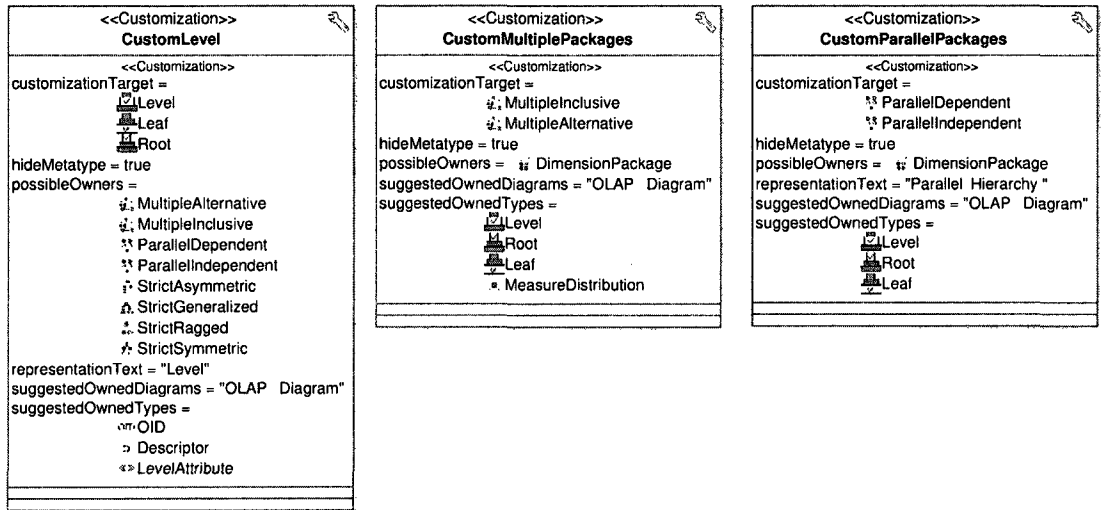 <<Customization>>
CustomLevel
<<Customization>>
customizationTarget =
Level
Leaf
Root
hideMetatype = true
possibleOwners =
MultipleAlternative
MultipleInclusive
ParallelDependent
ParallelIndependent
StrictAsymmetric
StrictGeneralized
StrictRagged
StrictSymmetric
representationText = "Level"
suggestedOwnedDiagrams = "OLAP Diagram"
suggestedOwnedTypes =
OID
Descriptor
LevelAttribute
<<Customization>>
CustomMultiplePackages
<<Customization>>
customizationTarget =
MultipleInclusive
MultipleAlternative
hideMetatype = true
possibleOwners = DimensionPackage
suggestedOwnedDiagrams = "OLAP Diagram"
suggestedOwnedTypes =
Level
Root
Leaf
MeasureDistribution
<<Customization>>
CustomParallelPackages
<<Customization>>
customizationTarget =
ParallelDependent
ParallelIndependent
hideMetatype = true
possibleOwners = DimensionPackage
representationText = "Parallel Hierarchy "
suggestedOwnedDiagrams = "OLAP Diagram"
suggestedOwnedTypes =
Level
Root
Leaf